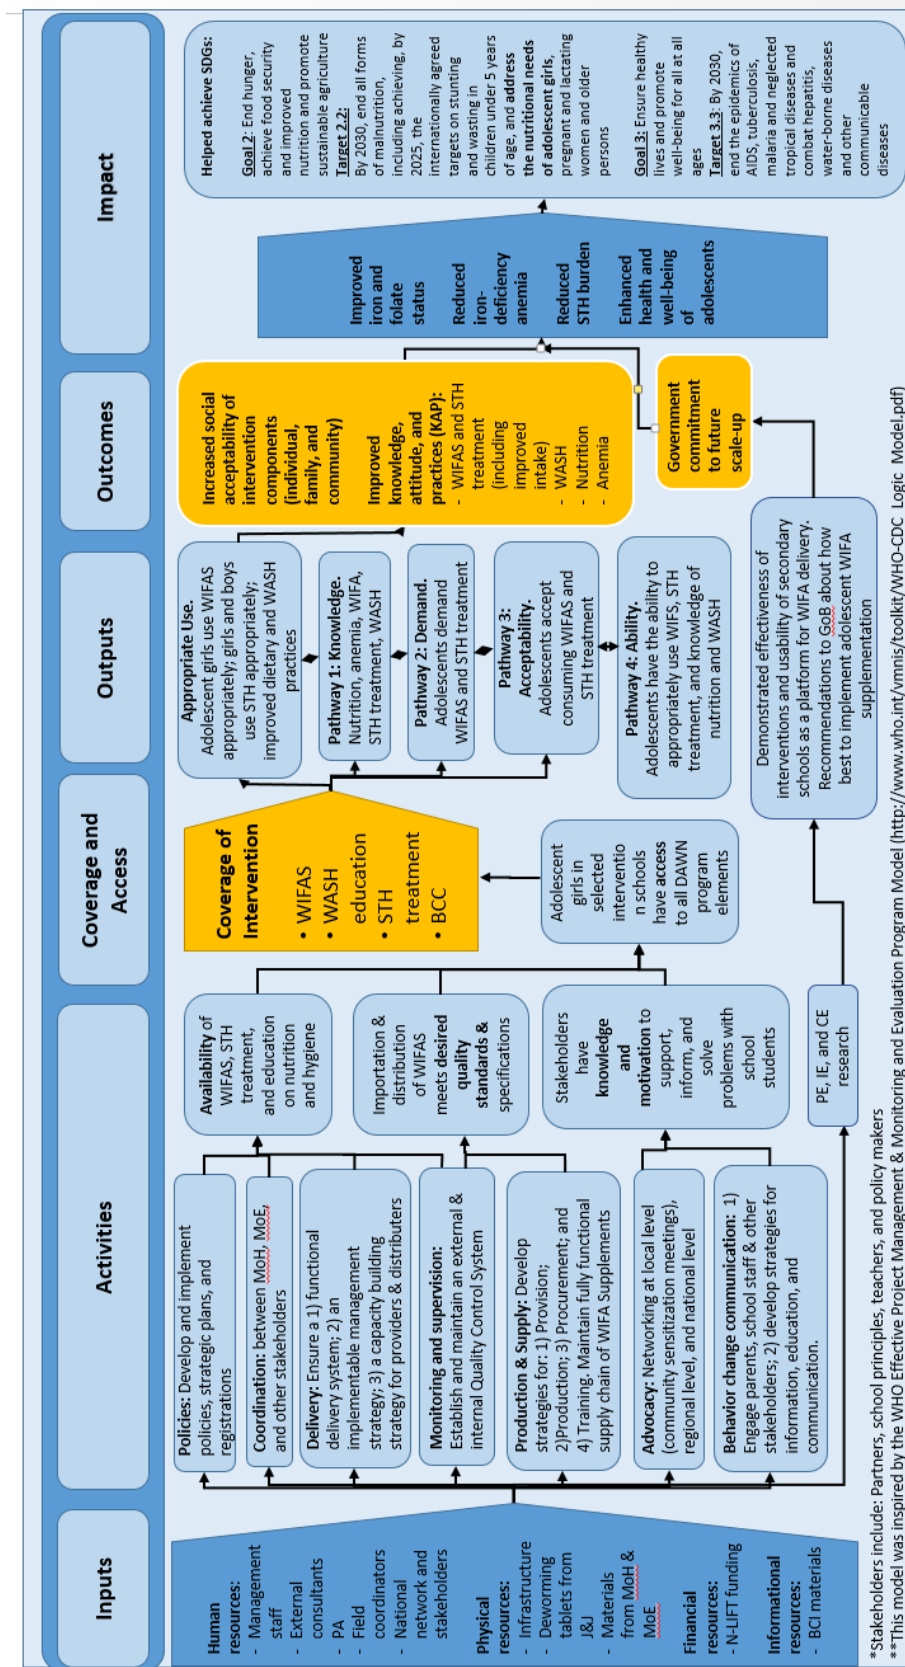 Inputs
Activities
Coverage and
Access
Outputs
Outcomes
Impact
Human
resources:
- Management
staff
- External
consultants
- PA
- Field
coordinators
- National
network and
stakeholders
Physical
resources:
- Infrastructure
- Deworming
tablets from
J&J
- Materials
from MoH &
MoE
Financial
resources:
- N-LIFT funding
Informational
resources:
- BCI materials
Policies: Develop and implement
policies, strategic plans, and
registrations
Coordination: between MoH, MoE,
and other stakeholders
Delivery: Ensure a 1) functional
delivery system; 2) an
implementable management
strategy; 3) a capacity building
strategy for providers & distributers
Monitoring and supervision:
Establish and maintain an external &
internal Quality Control System
Production & Supply: Develop
strategies for: 1) Provision;
2)Production; 3) Procurement; and
4) Training. Maintain fully functional
supply chain of WIFA Supplements
Advocacy: Networking at local level
(community sensitization meetings),
regional level, and national level
Behavior change communication: 1)
Engage parents, school staff & other
stakeholders; 2) develop strategies for
information, education, and
communication.
Availability of
WIFAS, STH
treatment,
and education
on nutrition
and hygiene
Importation &
distribution
of WIFAS
meets desired
quality
standards &
specifications
Stakeholders
have
knowledge
and
motivation to
support,
inform, and
solve
problems with
school
students
PE, IE, and CE
research
Coverage of
Intervention
• WIFAS
• WASH
education
• STH
treatment
• BCC
Adolescent
girls in
selected
interventio
n schools
have access
to all DAWN
program
elements
Appropriate Use.
Adolescent girls use WIFAS
appropriately; girls and boys
use STH appropriately;
improved dietary and WASH
practices
Pathway 1: Knowledge.
Nutrition, anemia, WIFA,
STH treatment, WASH
Pathway 2: Demand.
Adolescents demand
WIFAS and STH treatment
Pathway 3:
Acceptability.
Adolescents accept
consuming WIFAS and
STH treatment
Pathway 4: Ability.
Adolescents have the ability to
appropriately use WIFS, STH
treatment, and knowledge of
nutrition and WASH
Demonstrated effectiveness of
interventions and usability of secondary
schools as a platform for WIFA delivery.
Recommendations to GoB about how
best to implement adolescent WIFA
supplementation
Increased social
acceptability of
intervention
components
(individual,
family, and
community)
Improved
knowledge,
attitude, and
practices (KAP):
- WIFAS and STH
treatment
(including
improved
intake)
- WASH
- Nutrition
- Anemia
Government
commitment
to future
scale-up
Improved
iron and
folate
status
Reduced
iron-
deficiency
anemia
Reduced
STH burden
Enhanced
health and
well-being
of
adolescents
Helped achieve SDGs:
Goal 2: End hunger,
achieve food security
and improved
nutrition and promote
sustainable agriculture
Target 2.2:
By 2030, end all forms
of malnutrition,
including achieving, by
2025, the
internationally agreed
targets on stunting
and wasting in
children under 5 years
of age, and address
the nutritional needs
of adolescent girls,
pregnant and lactating
women and older
persons
Goal 3: Ensure healthy
lives and promote
well-being for all at all
ages
Target 3.3: By 2030,
end the epidemics of
AIDS, tuberculosis,
malaria and neglected
tropical diseases and
combat hepatitis,
water-borne diseases
and other
communicable
diseases
*Stakeholders include: Partners, school principles, teachers, and policy makers
**This model was inspired by the WHO Effective Project Management & Monitoring and Evaluation Program Model (http://www.who.int/vmnis/toolkit/WHO-CDC_Logic_Model.pdf)